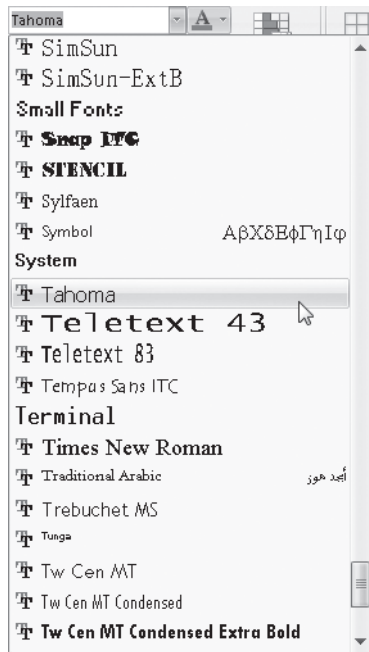 Tahoma A
SimSun
SimSun-ExtB
Small Fonts
Snap ITC
STENCIL
Sylfaen
Symbol ΑβΧδΕφΓηΙφ
System
Tahoma
Teletext 43
Teletext 83
Tempus Sans ITC
Terminal
Times New Roman
Traditional Arabic أبجد هوز
Trebuchet MS
Tunga
Tw Cen MT
Tw Cen MT Condensed
Tw Cen MT Condensed Extra Bold